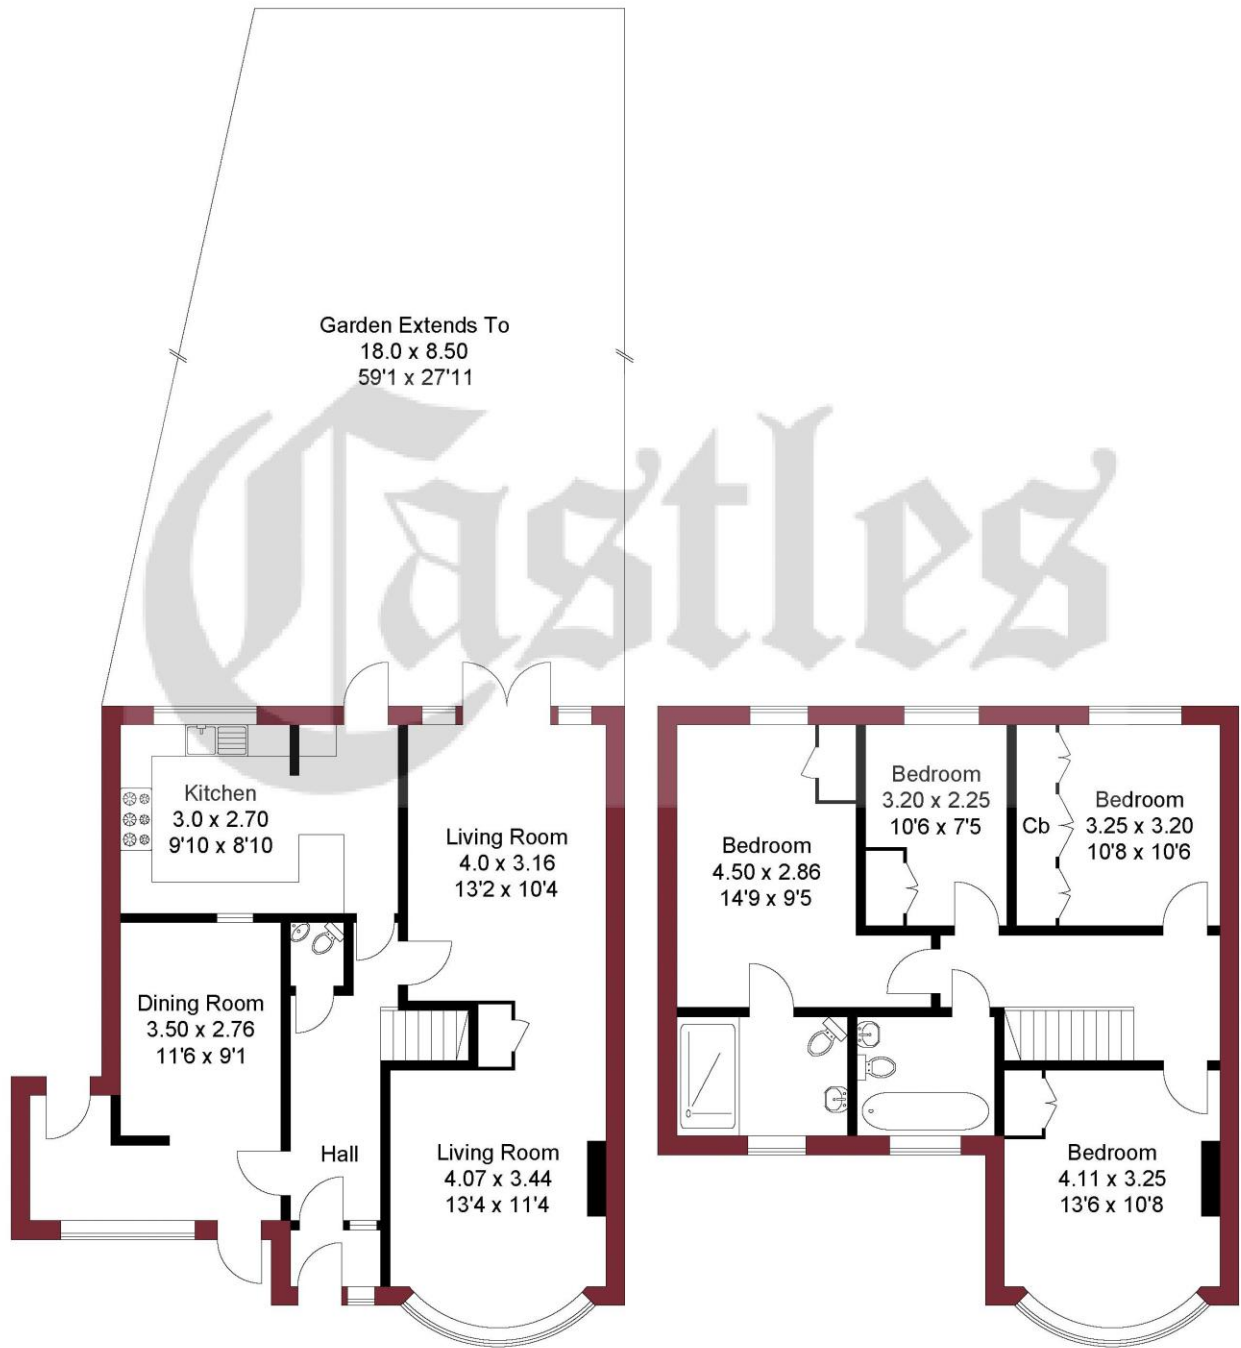 Garden Extends To
18.0 x 8.50
59'1 x 27'11
Castles
Kitchen
3.0 x 2.70
9'10 x 8'10
Living Room
4.0 x 3.16
13'2 x 10'4
Dining Room
3.50 x 2.76
11'6 x 9'1
Hall
Living Room
4.07 x 3.44
13'4 x 11'4
Bedroom
4.50 x 2.86
14'9 x 9'5
Bedroom
3.20 x 2.25
10'6 x 7'5
Cb
Bedroom
3.25 x 3.20
10'8 x 10'6
Bedroom
4.11 x 3.25
13'6 x 10'8